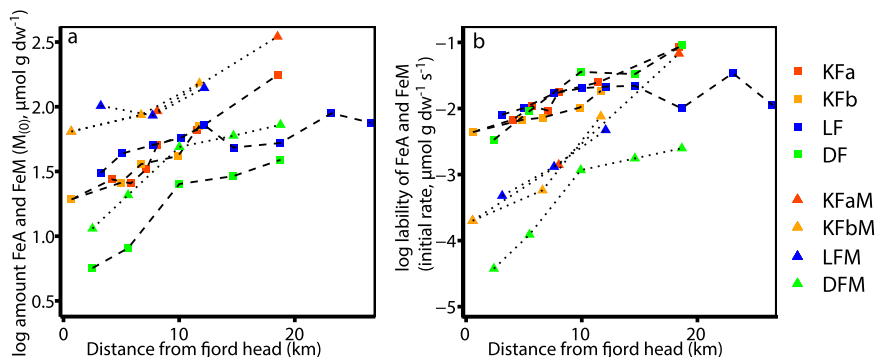 a
log amount FeA and FeM (M(0), μmol g dw⁻¹)
2.5
2.0
1.5
1.0
0.5
0
10
20
Distance from fjord head (km)
b
log lability of FeA and FeM
(initial rate, μmol g dw⁻¹ s⁻¹)
−1
−2
−3
−4
−5
0
10
20
Distance from fjord head (km)
KFa
KFb
LF
DF
KFaM
KFbM
LFM
DFM